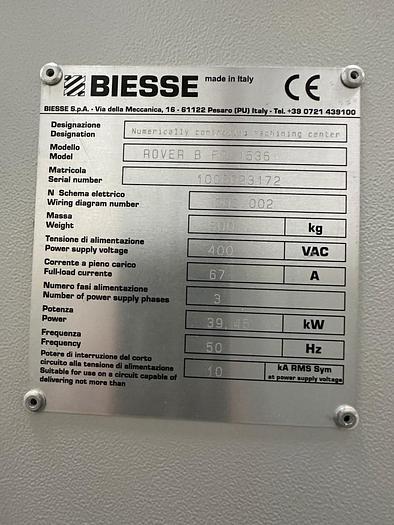 BIESSE made in Italy CE
BIESSE S.p.A. - Via della Meccanica, 16 - 61122 Pesaro (PU) Italy - Tel. +39 0721 439100
Designazione
Designation Numerically controlled machining center
Modello
Model ROVER B 1536
Matricola
Serial number
N Schema elettrico
Wiring diagram number 002
Massa
Weight kg
Tensione di alimentazione
Power supply voltage 400 VAC
Corrente a pieno carico
Full-load current 67 A
Numero fasi alimentazione
Number of power supply phases 3
Potenza
Power kW
Frequenza
Frequency 50 Hz
Potere di interruzione del corto
circuito alla tensione di alimentazione
Suitable for use on a circuit capable of
delivering not more than 10 kA RMS Sym
at power supply voltage